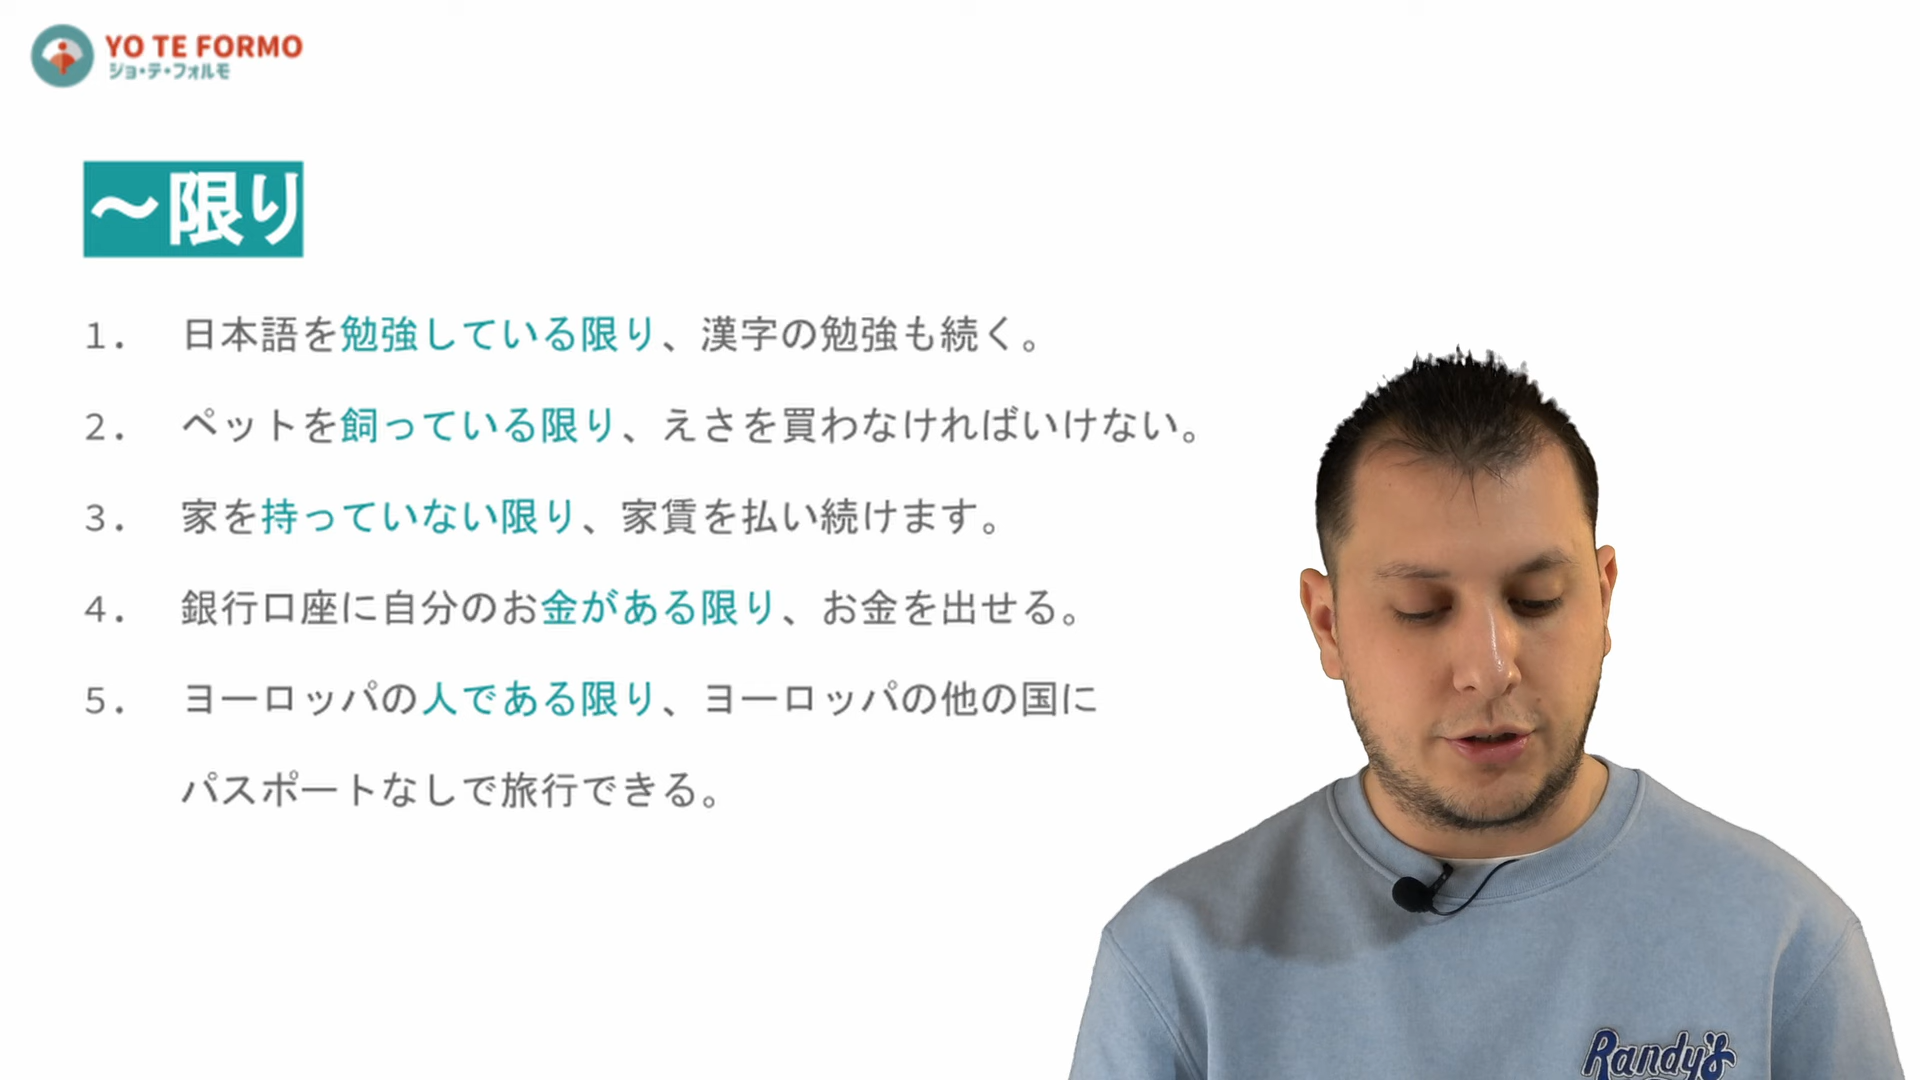 YO TE FORMO
ジョ・テ・フォルモ
～限り
1. 日本語を勉強している限り、漢字の勉強も続く。
2. ペットを飼っている限り、えさを買わなければいけない。
3. 家を持っていない限り、家賃を払い続けます。
4. 銀行口座に自分のお金がある限り、お金を出せる。
5. ヨーロッパの人である限り、ヨーロッパの他の国に
パスポートなしで旅行できる。
Randy's